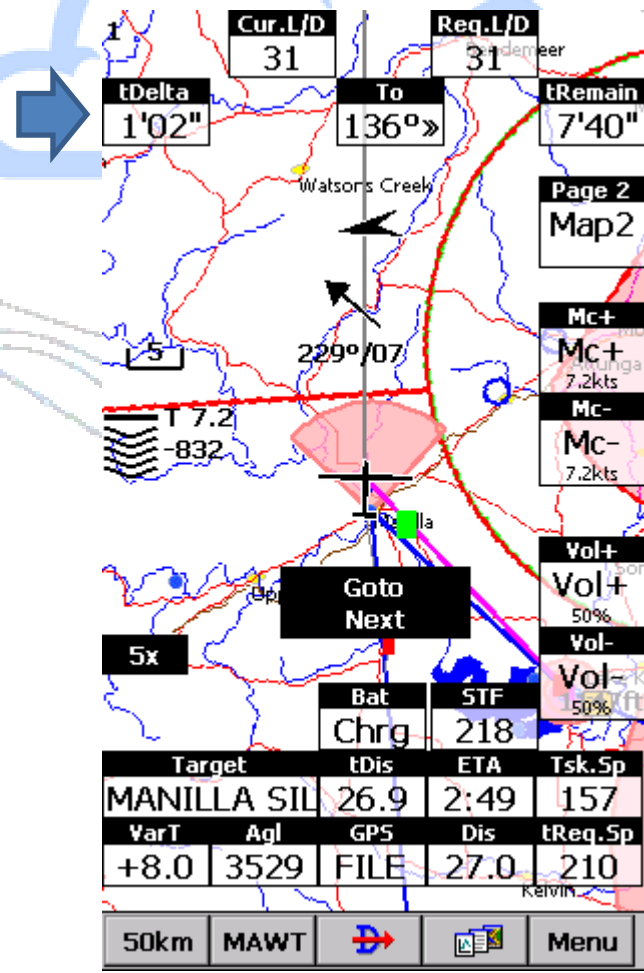 1
Cur.L/D
31
Req.L/D
31
tDelta
1'02"
To
136º»
tRemain
7'40"
Watsons Creek
Page 2
Map2
229º/07
5
Mc+
Mc+
7.2kts
T 7.2
-832
Mc-
Mc-
7.2kts
Vol+
Vol+
50%
Goto
Next
Vol-
Vol-
50%
5x
Bat
Chrg
STF
218
Target
MANILLA SIL
tDis
26.9
ETA
2:49
Tsk.Sp
157
VarT
+8.0
Agl
3529
GPS
FILE
Dis
27.0
tReq.Sp
210
Kelvin
50km
MAWT
D
Menu